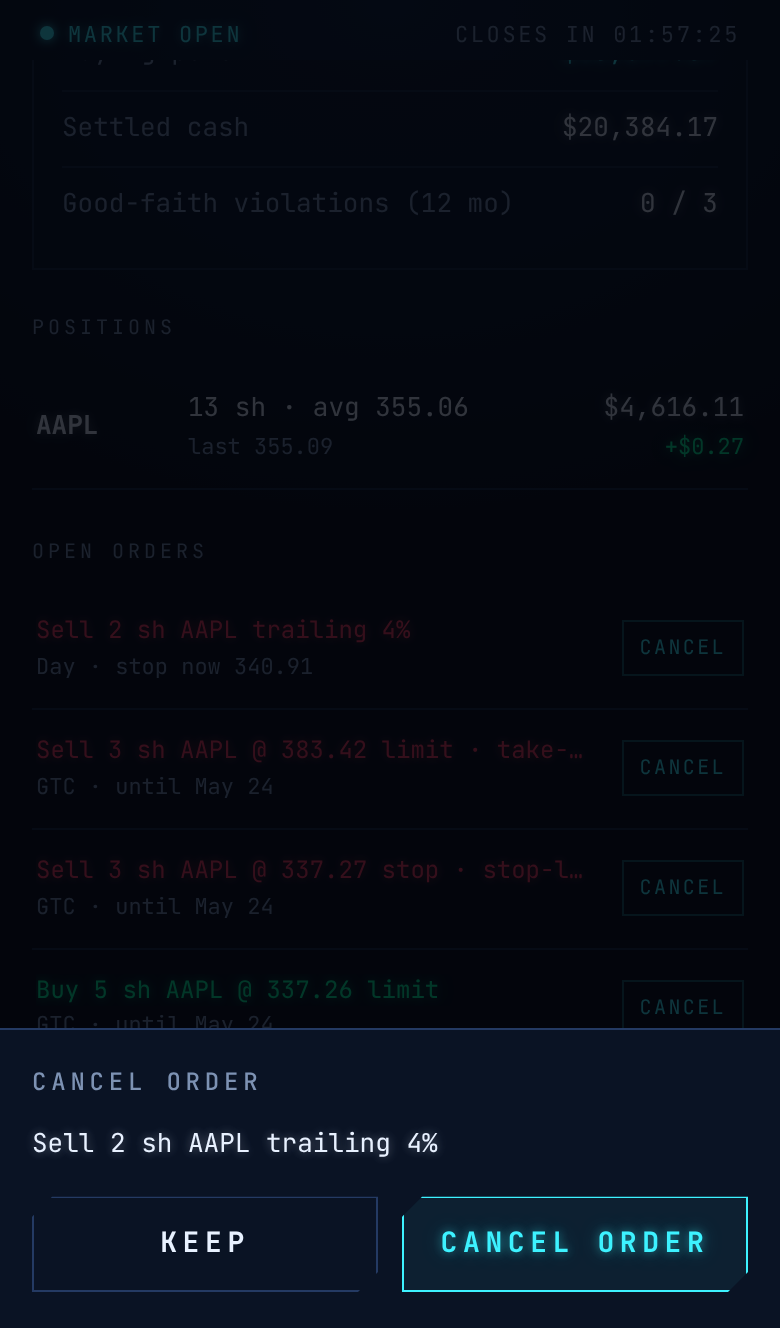 MARKET OPEN CLOSES IN 01:57:25
Settled cash $20,384.17
Good-faith violations (12 mo) 0 / 3
POSITIONS
AAPL 13 sh · avg 355.06 $4,616.11
last 355.09 +$0.27
OPEN ORDERS
Sell 2 sh AAPL trailing 4%
Day · stop now 340.91
CANCEL
Sell 3 sh AAPL @ 383.42 limit · take-…
GTC · until May 24
CANCEL
Sell 3 sh AAPL @ 337.27 stop · stop-l…
GTC · until May 24
CANCEL
Buy 5 sh AAPL @ 337.26 limit
GTC · until May 24
CANCEL
CANCEL ORDER
Sell 2 sh AAPL trailing 4%
KEEP CANCEL ORDER